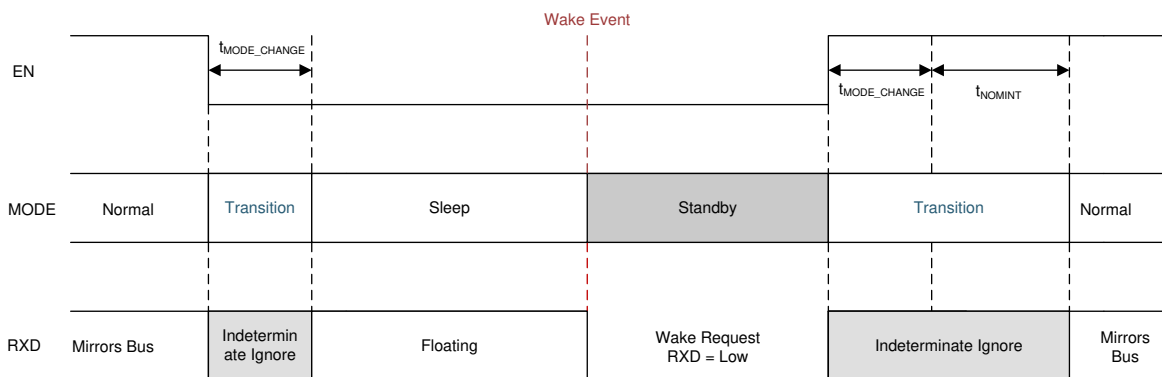 Wake Event
EN
tMODE_CHANGE
tMODE_CHANGE
tNOMINT
MODE
Normal
Transition
Sleep
Standby
Transition
Normal
RXD
Mirrors Bus
Indetermin
ate Ignore
Floating
Wake Request
RXD = Low
Indeterminate Ignore
Mirrors
Bus